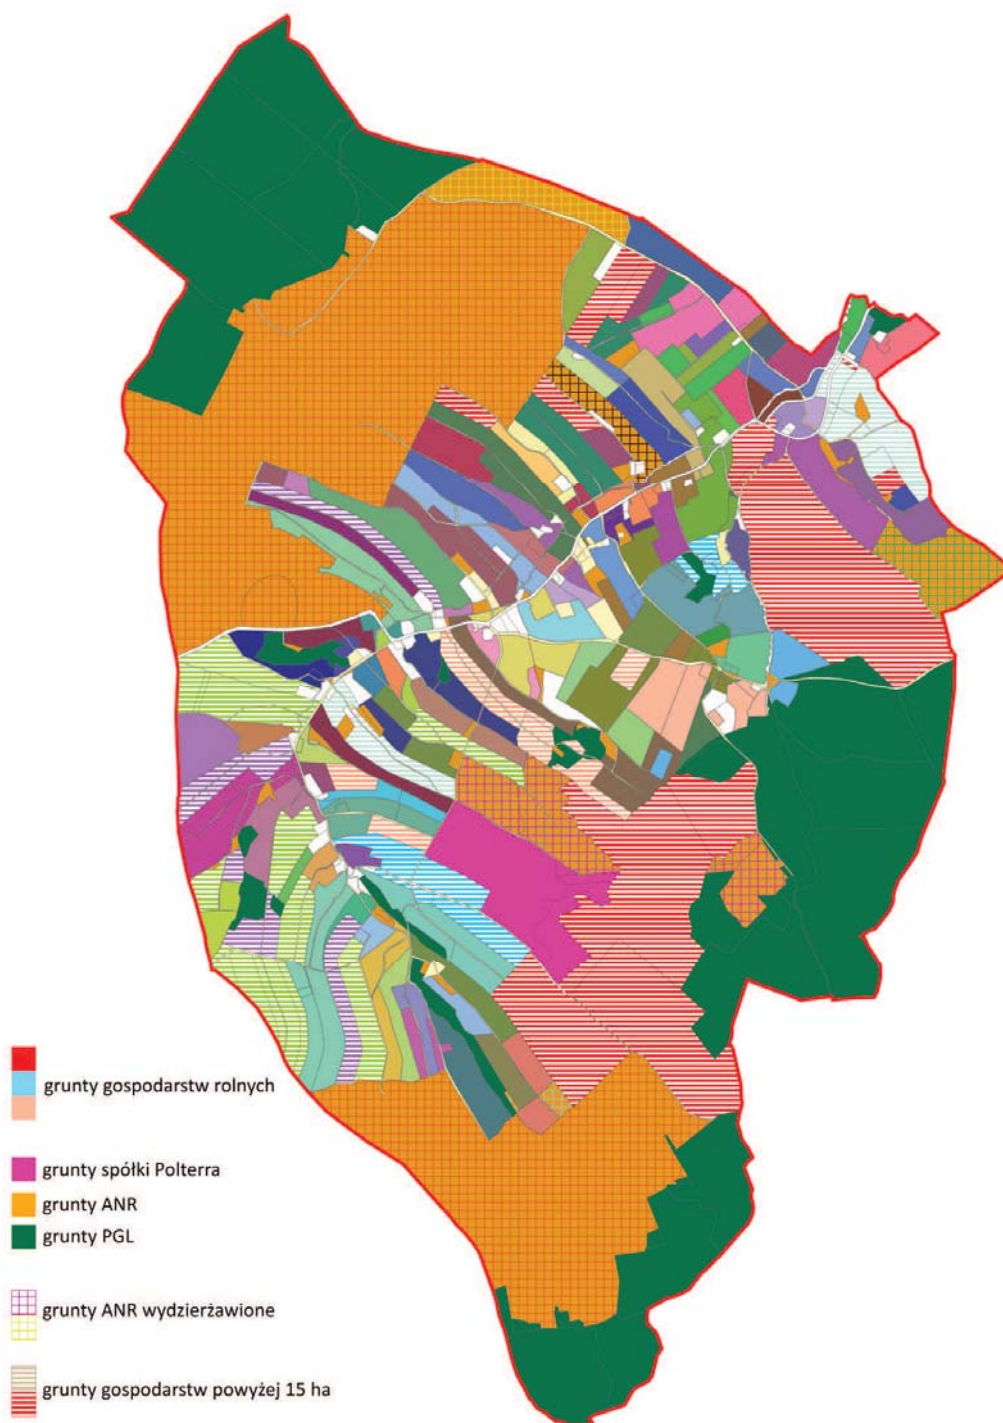 grunty gospodarstw rolnych
grunty spółki Polterra
grunty ANR
grunty PGL
grunty ANR wydzierżawione
grunty gospodarstw powyżej 15 ha